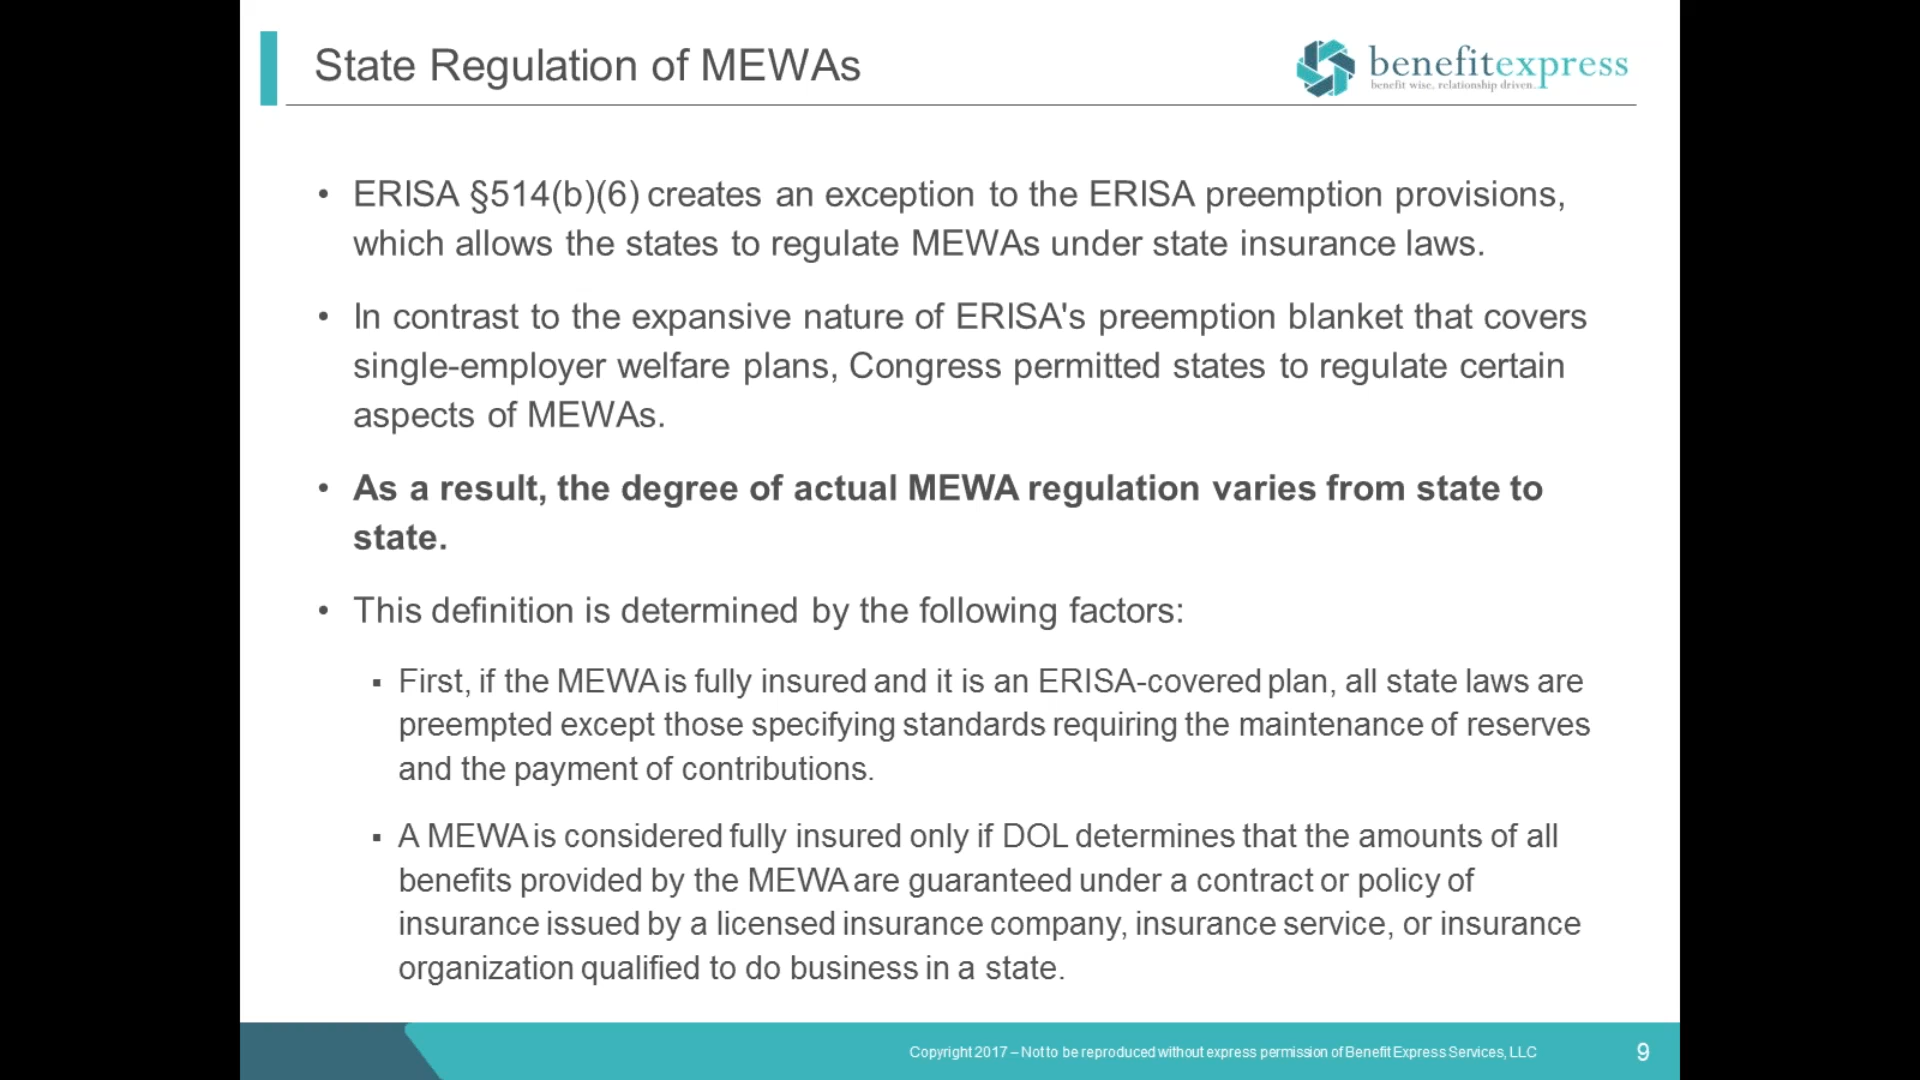 State Regulation of MEWAs
benefitexpress
benefit wise. relationship driven.
• ERISA §514(b)(6) creates an exception to the ERISA preemption provisions,
which allows the states to regulate MEWAs under state insurance laws.
• In contrast to the expansive nature of ERISA's preemption blanket that covers
single-employer welfare plans, Congress permitted states to regulate certain
aspects of MEWAs.
• As a result, the degree of actual MEWA regulation varies from state to
state.
• This definition is determined by the following factors:
▪ First, if the MEWA is fully insured and it is an ERISA-covered plan, all state laws are
preempted except those specifying standards requiring the maintenance of reserves
and the payment of contributions.
▪ A MEWA is considered fully insured only if DOL determines that the amounts of all
benefits provided by the MEWA are guaranteed under a contract or policy of
insurance issued by a licensed insurance company, insurance service, or insurance
organization qualified to do business in a state.
Copyright 2017 – Not to be reproduced without express permission of Benefit Express Services, LLC
9